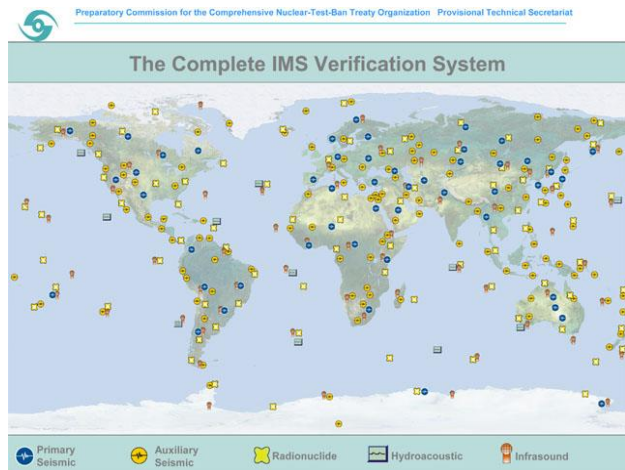 Preparatory Commission for the Comprehensive Nuclear-Test-Ban Treaty Organization Provisional Technical Secretariat
The Complete IMS Verification System
Primary Seismic
Auxiliary Seismic
Radionuclide
Hydroacoustic
Infrasound